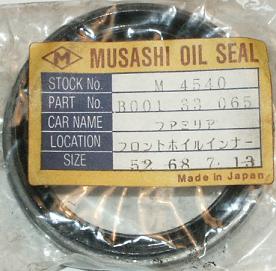 M MUSASHI OIL SEAL
STOCK No. M 4540
PART No. B001 33 065
CAR NAME ファミリア
LOCATION フロントホイルインナー
SIZE 52 68 7. 13
Made in Japan